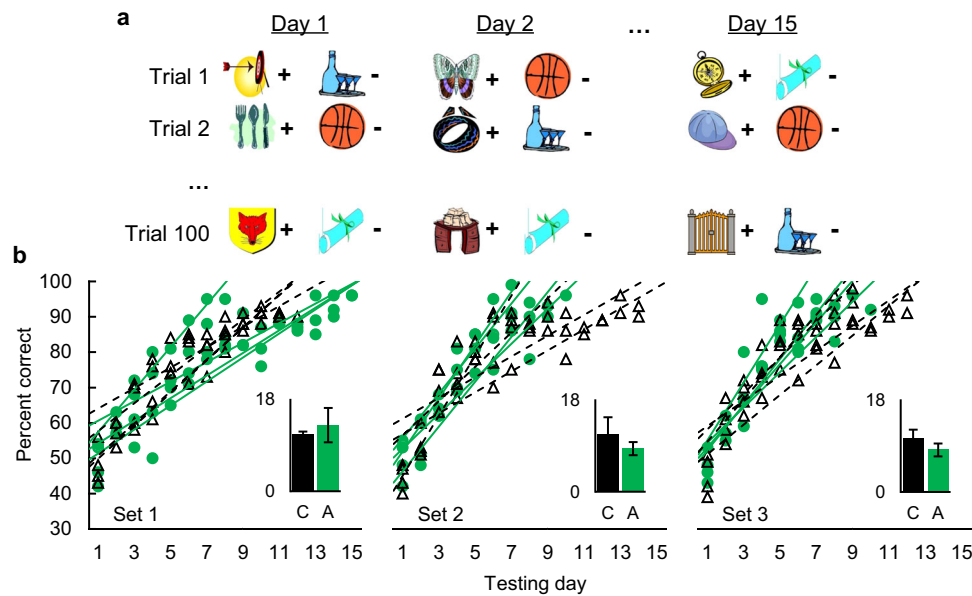 a
Day 1 Day 2 ... Day 15
Trial 1 + - + - + -
Trial 2 + - + - + -
...
Trial 100 + - + - + -
b
Percent correct
100
90
80
70
60
50
40
30
18
0
C A
Set 1
18
0
C A
Set 2
18
0
C A
Set 3
1 3 5 7 9 11 13 15 1 3 5 7 9 11 13 15 1 3 5 7 9 11 13 15
Testing day